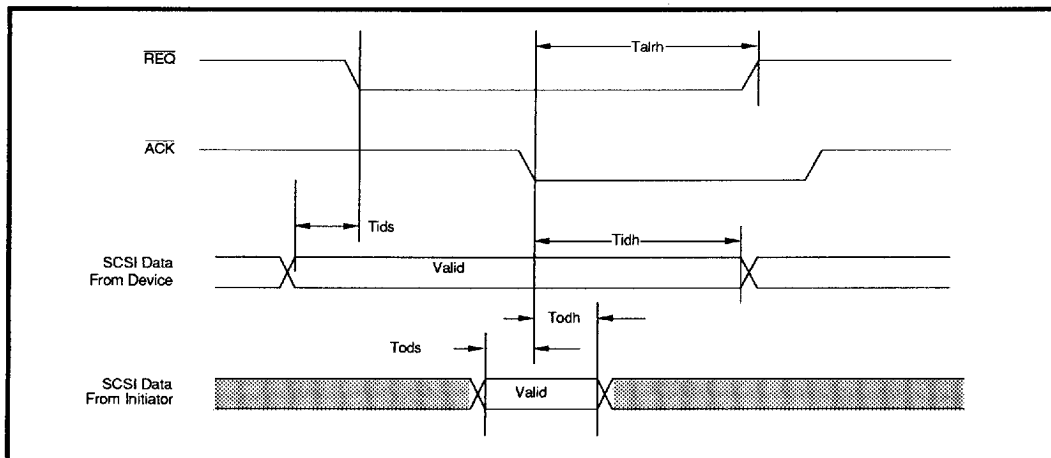 Talrh
REQ
ACK
Tids
Tidh
SCSI Data
From Device
Valid
Todh
Tods
SCSI Data
From Initiator
Valid